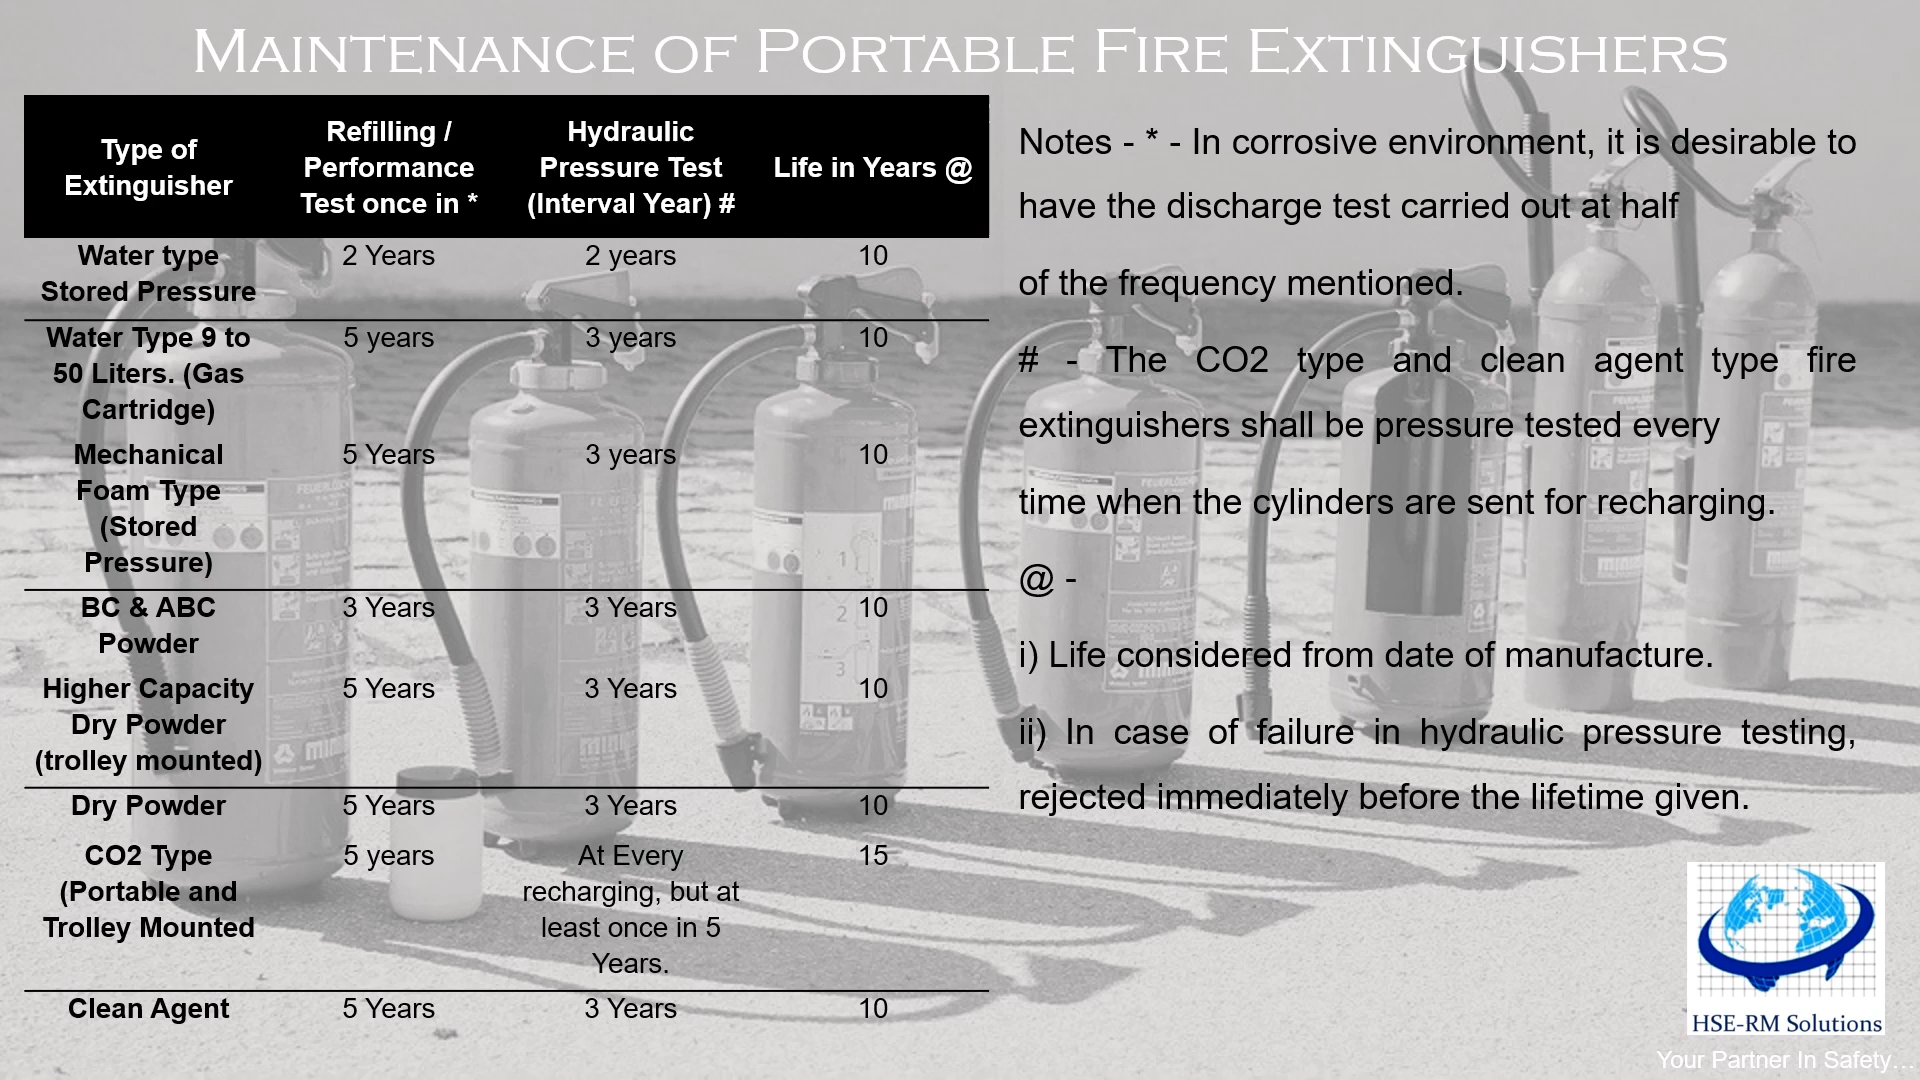 MAINTENANCE OF PORTABLE FIRE EXTINGUISHERS
Type of Extinguisher | Refilling / Performance Test once in * | Hydraulic Pressure Test (Interval Year) # | Life in Years @
Water type Stored Pressure | 2 Years | 2 years | 10
Water Type 9 to 50 Liters. (Gas Cartridge) | 5 years | 3 years | 10
Mechanical Foam Type (Stored Pressure) | 5 Years | 3 years | 10
BC & ABC Powder | 3 Years | 3 Years | 10
Higher Capacity Dry Powder (trolley mounted) | 5 Years | 3 Years | 10
Dry Powder | 5 Years | 3 Years | 10
CO2 Type (Portable and Trolley Mounted | 5 years | At Every recharging, but at least once in 5 Years. | 15
Clean Agent | 5 Years | 3 Years | 10
Notes - * - In corrosive environment, it is desirable to
have the discharge test carried out at half
of the frequency mentioned.
# - The CO2 type and clean agent type fire
extinguishers shall be pressure tested every
time when the cylinders are sent for recharging.
@ -
i) Life considered from date of manufacture.
ii) In case of failure in hydraulic pressure testing,
rejected immediately before the lifetime given.
HSE-RM Solutions
Your Partner In Safety…